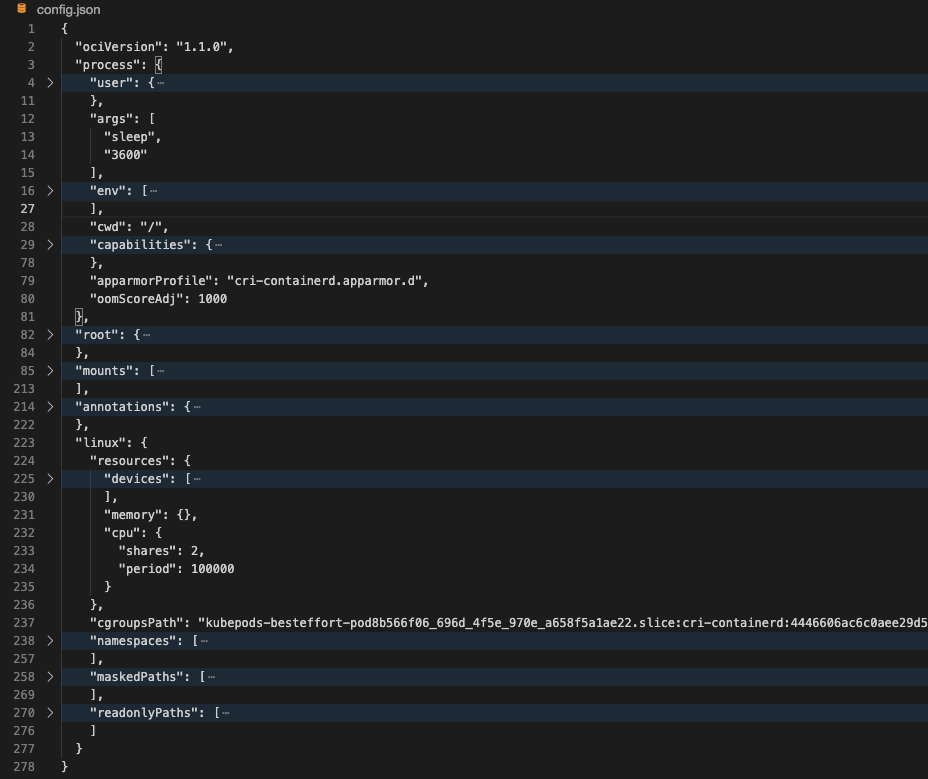 config.json
1 {
2 "ociVersion": "1.1.0",
3 "process": {
4 "user": {⋯
11 },
12 "args": [
13 "sleep",
14 "3600"
15 ],
16 "env": [⋯
27 ],
28 "cwd": "/",
29 "capabilities": {⋯
78 },
79 "apparmorProfile": "cri-containerd.apparmor.d",
80 "oomScoreAdj": 1000
81 },
82 "root": {⋯
84 },
85 "mounts": [⋯
213 ],
214 "annotations": {⋯
222 },
223 "linux": {
224 "resources": {
225 "devices": [⋯
230 ],
231 "memory": {},
232 "cpu": {
233 "shares": 2,
234 "period": 100000
235 }
236 },
237 "cgroupsPath": "kubepods-besteffort-pod8b566f06_696d_4f5e_970e_a658f5a1ae22.slice:cri-containerd:4446606ac6c0aee29d5
238 "namespaces": [⋯
257 ],
258 "maskedPaths": [⋯
269 ],
270 "readonlyPaths": [⋯
276 ]
277 }
278 }